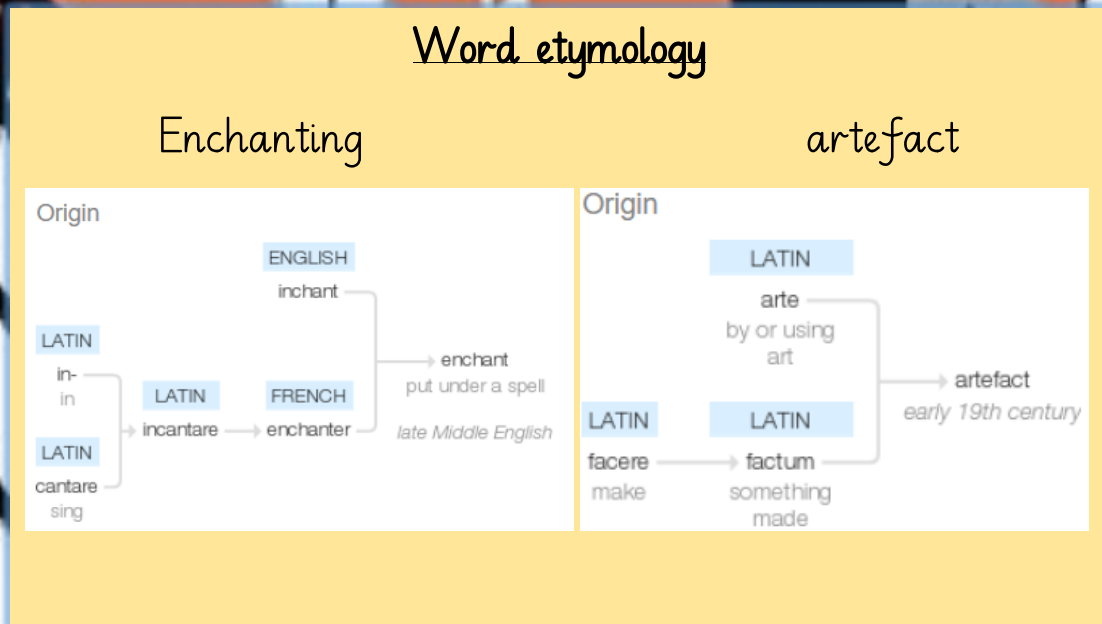 Word etymology
Enchanting
artefact
Origin
ENGLISH
inchant
LATIN
in-
in
LATIN
incantare
FRENCH
enchanter
LATIN
cantare
sing
enchant
put under a spell
late Middle English
Origin
LATIN
arte
by or using
art
LATIN
facere
make
LATIN
factum
something
made
artefact
early 19th century